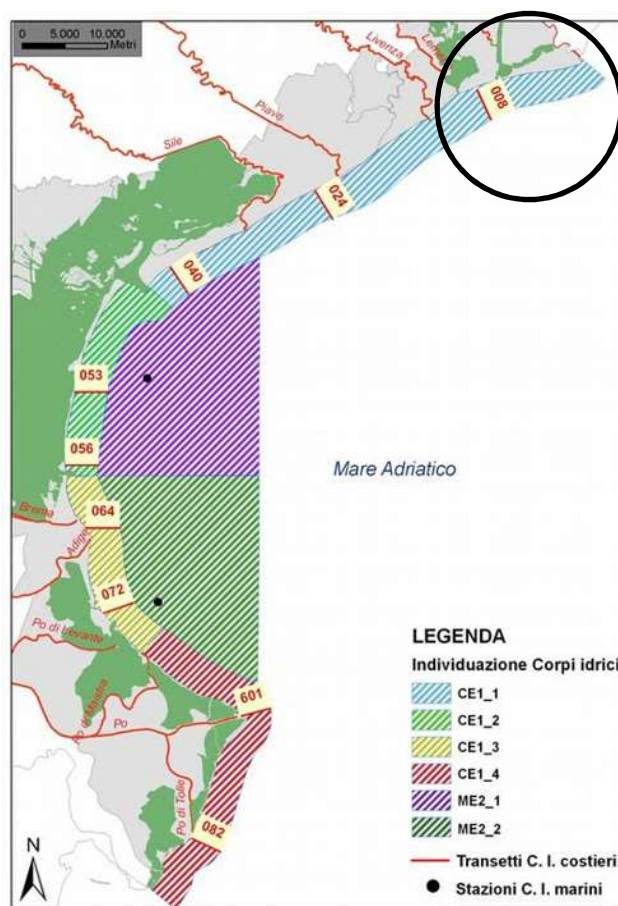 0 5.000 10.000
Metri
Livenza
Piave
Sile
008
024
040
053
056
Mare Adriatico
Brenta
064
Adige
072
Po di Levante
Po di Maistra
601
Po
Po di Tolle
082
N
LEGENDA
Individuazione Corpi idrici
CE1_1
CE1_2
CE1_3
CE1_4
ME2_1
ME2_2
Transetti C. I. costieri
Stazioni C. I. marini